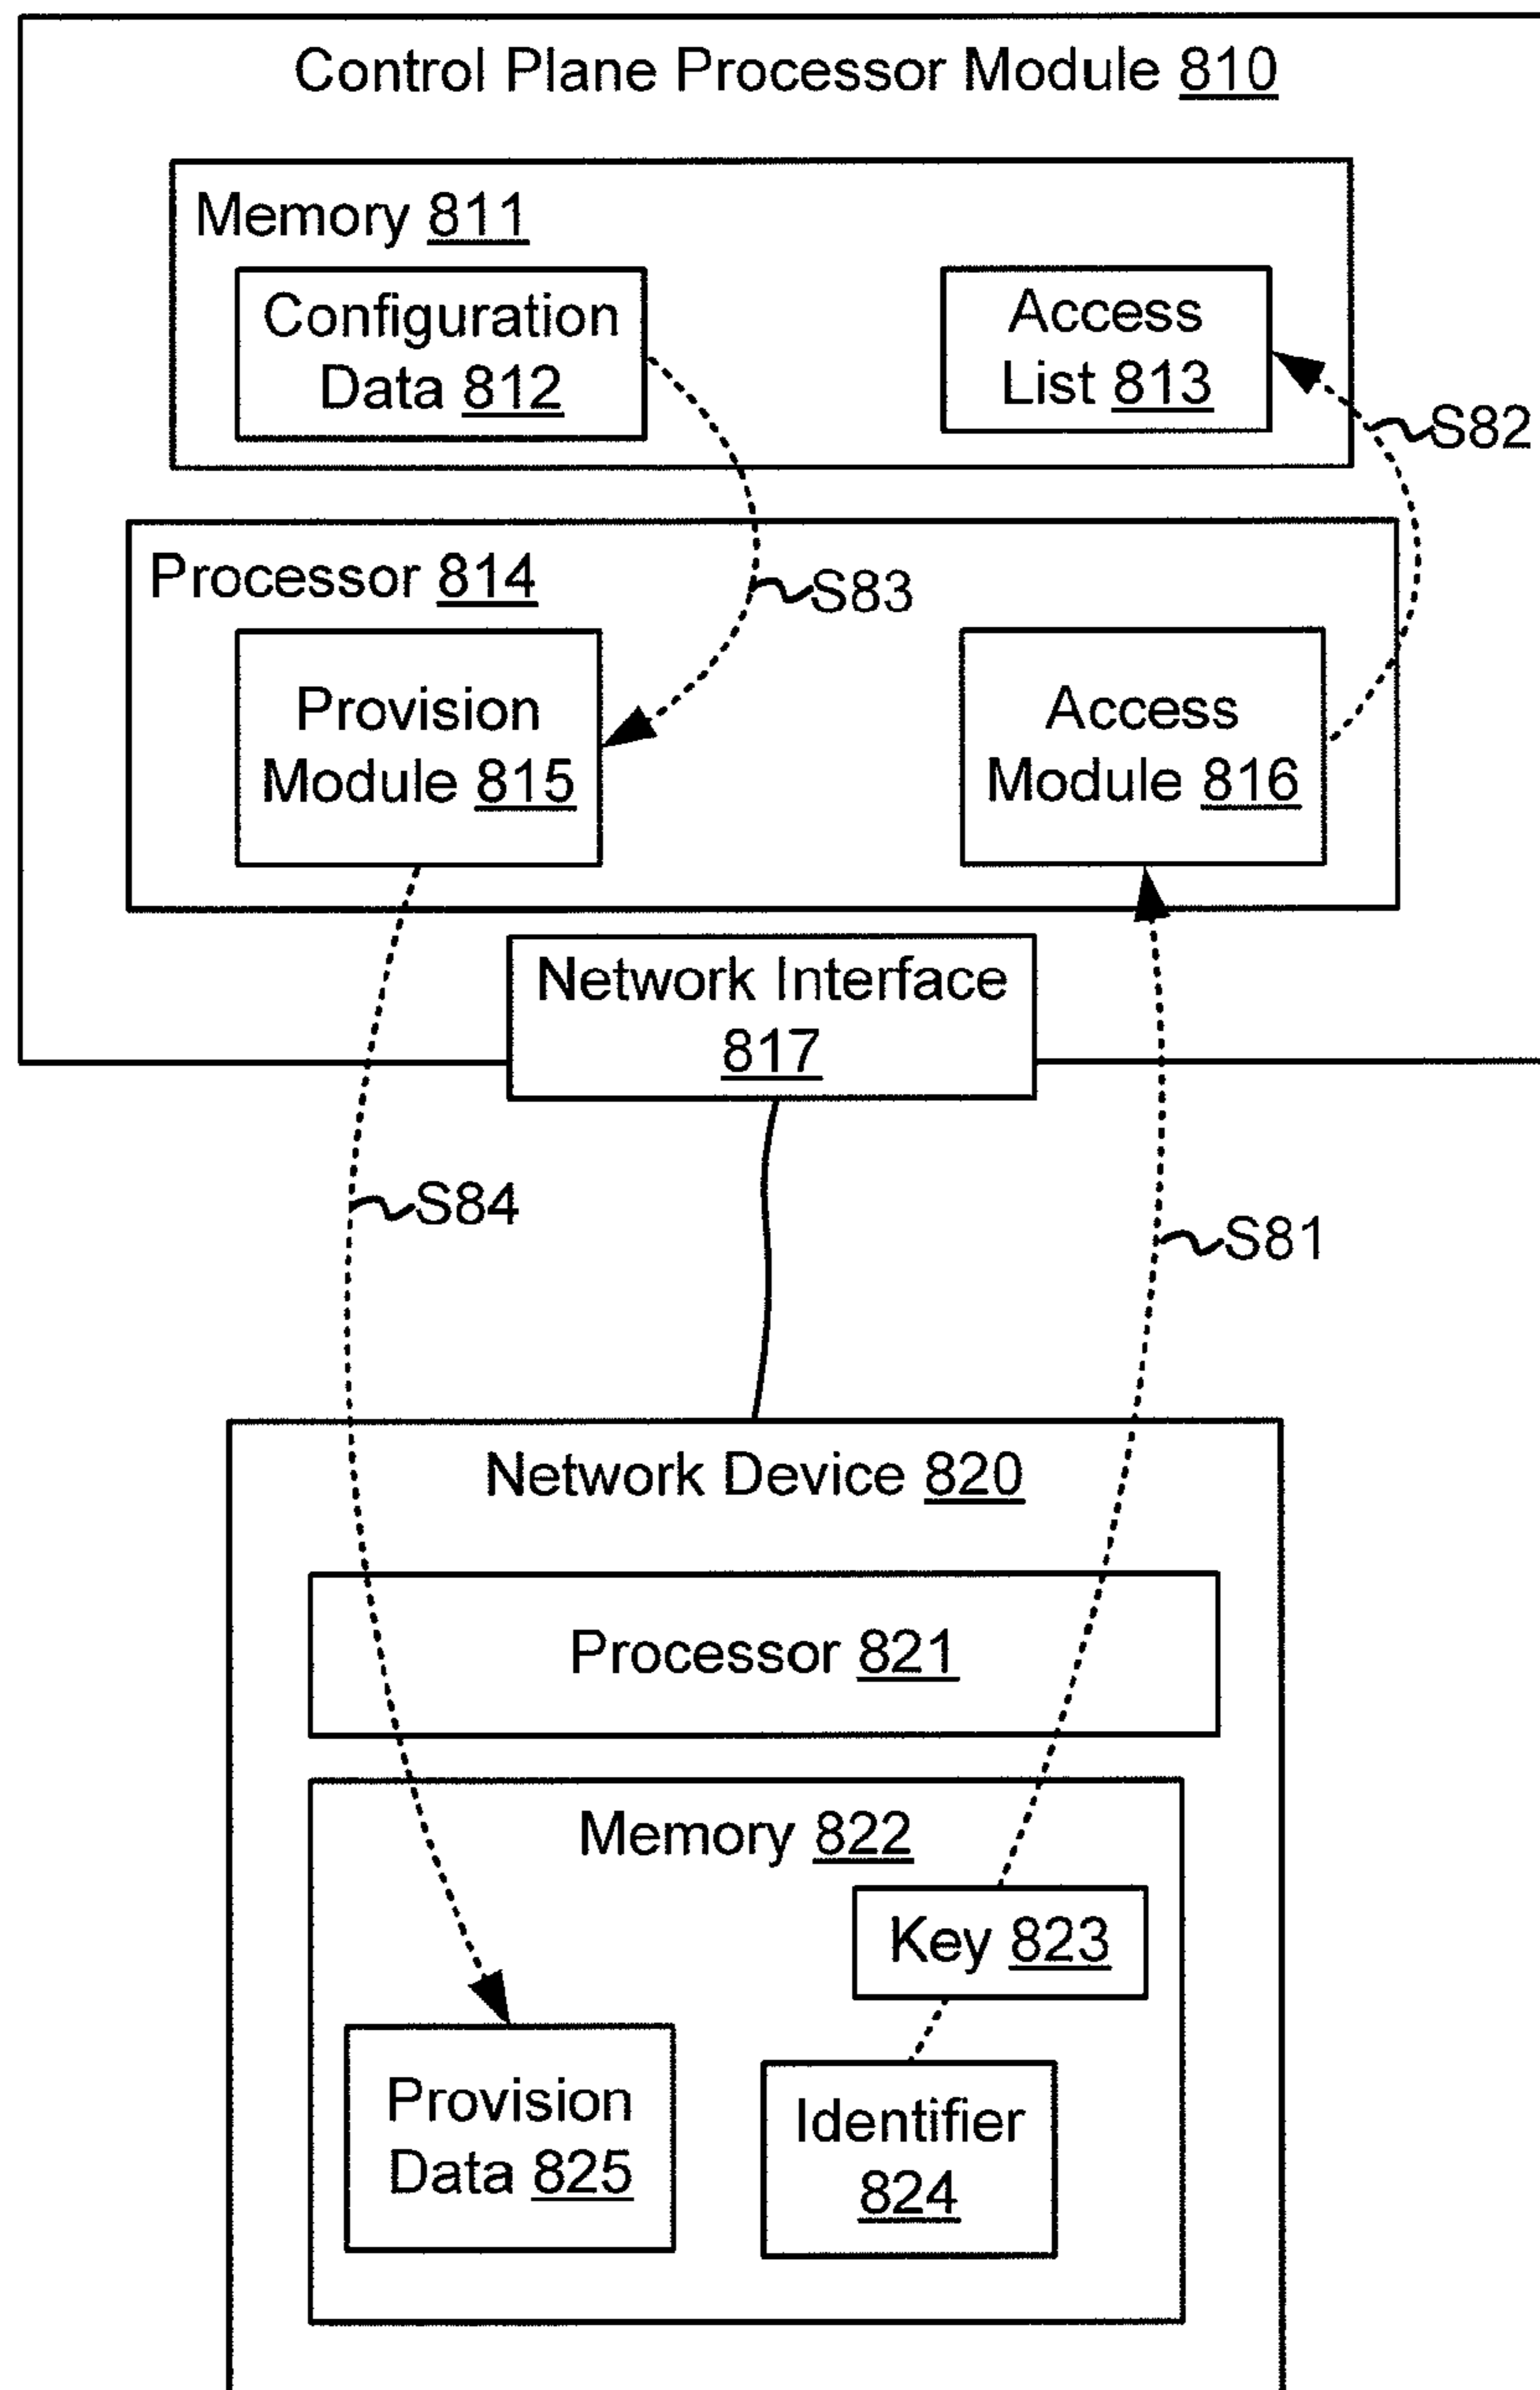 Control Plane Processor Module 810
Memory 811
Configuration
Data 812
Access
List 813
S82
Processor 814
S83
Provision
Module 815
Access
Module 816
Network Interface
817
S84
S81
Network Device 820
Processor 821
Memory 822
Key 823
Provision
Data 825
Identifier
824